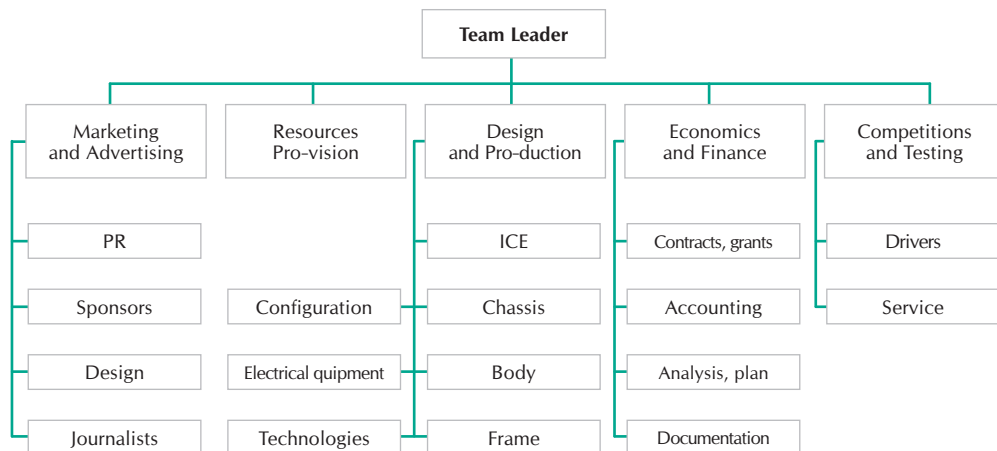 Team Leader
Marketing
and Advertising
Resources
Pro-vision
Design
and Pro-duction
Economics
and Finance
Competitions
and Testing
PR
ICE
Contracts, grants
Drivers
Sponsors
Configuration
Chassis
Accounting
Service
Design
Electrical quipment
Body
Analysis, plan
Journalists
Technologies
Frame
Documentation